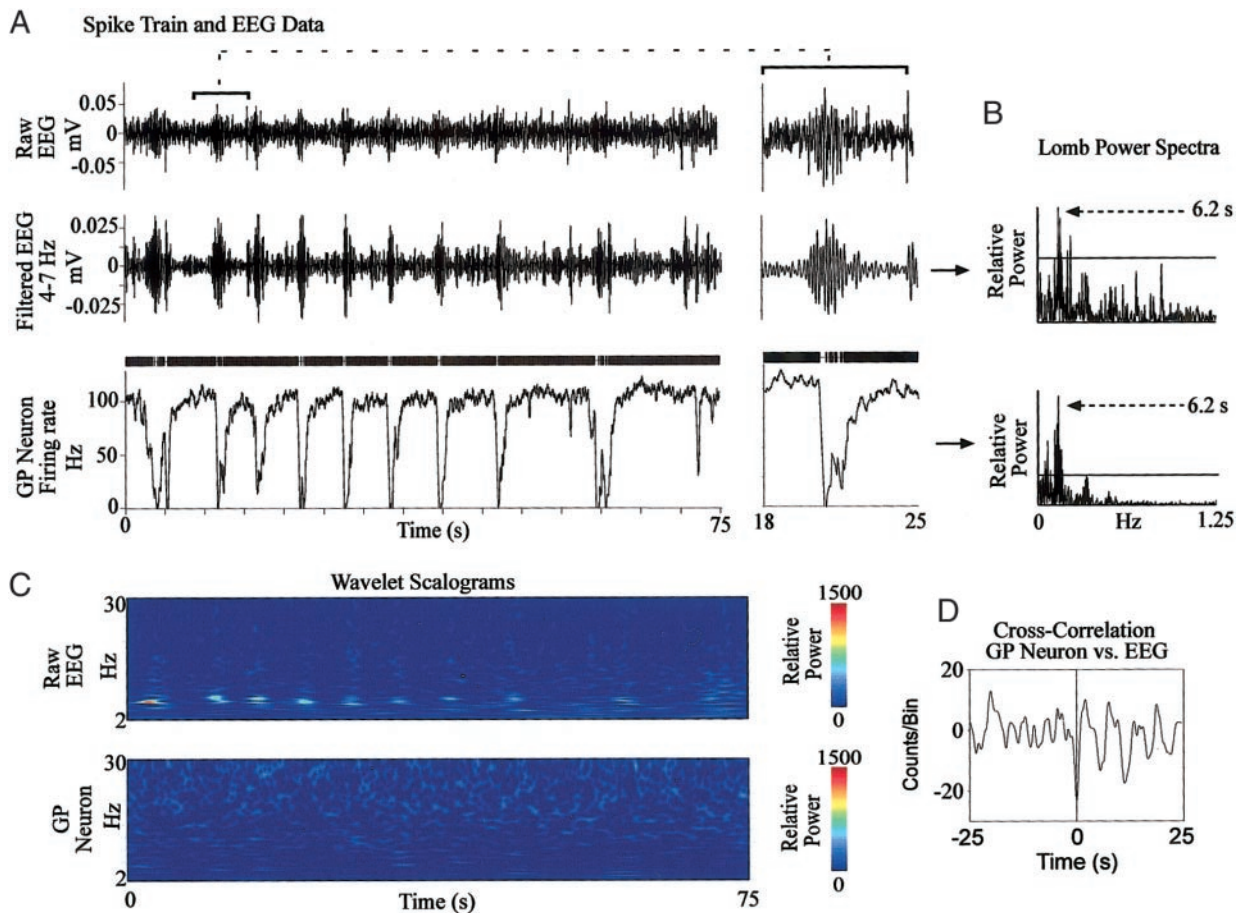 A
Spike Train and EEG Data
Raw
EEG
mV
0.05
0
-0.05
Filtered EEG
4-7 Hz
mV
0.025
0
-0.025
GP Neuron
Firing rate
Hz
100
50
0
0
Time (s)
75
18
25
B
Lomb Power Spectra
Relative
Power
6.2 s
Relative
Power
6.2 s
0
Hz
1.25
C
Wavelet Scalograms
Raw
EEG
Hz
30
2
Relative
Power
1500
0
GP
Neuron
Hz
30
2
0
Time (s)
75
Relative
Power
1500
0
D
Cross-Correlation
GP Neuron vs. EEG
Counts/Bin
20
0
-20
-25
0
25
Time (s)